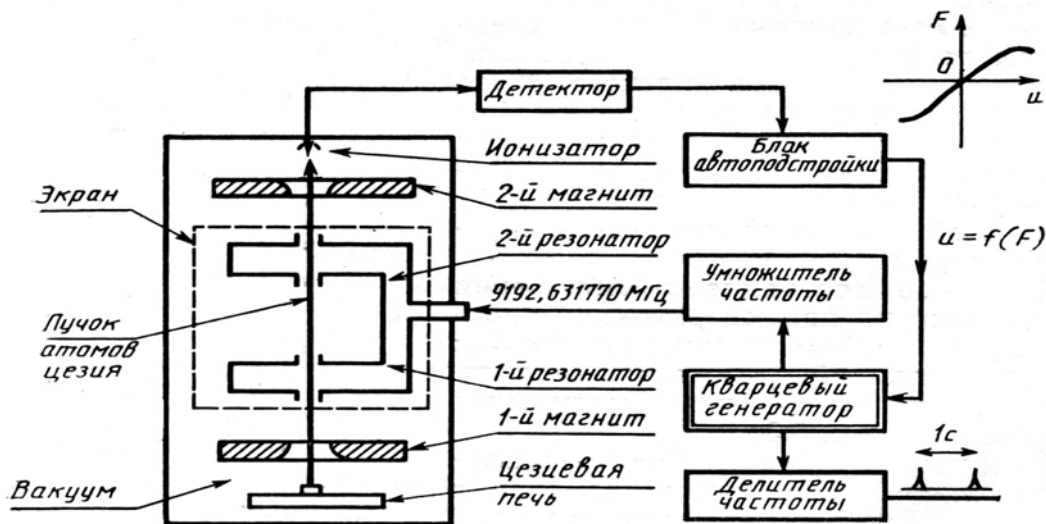 F
0
u
Детектор
Блак
автоподстройки
Ионизатор
Экран
2-й магнит
2-й резонатор
u = f(F)
Умножитель
частоты
9192,631770 МГц
Пучок
атомов
цезия
1-й резонатор
Кварцевый
генератор
1-й магнит
1с
Вакуум
Цезиевая
печь
Делитель
частоты